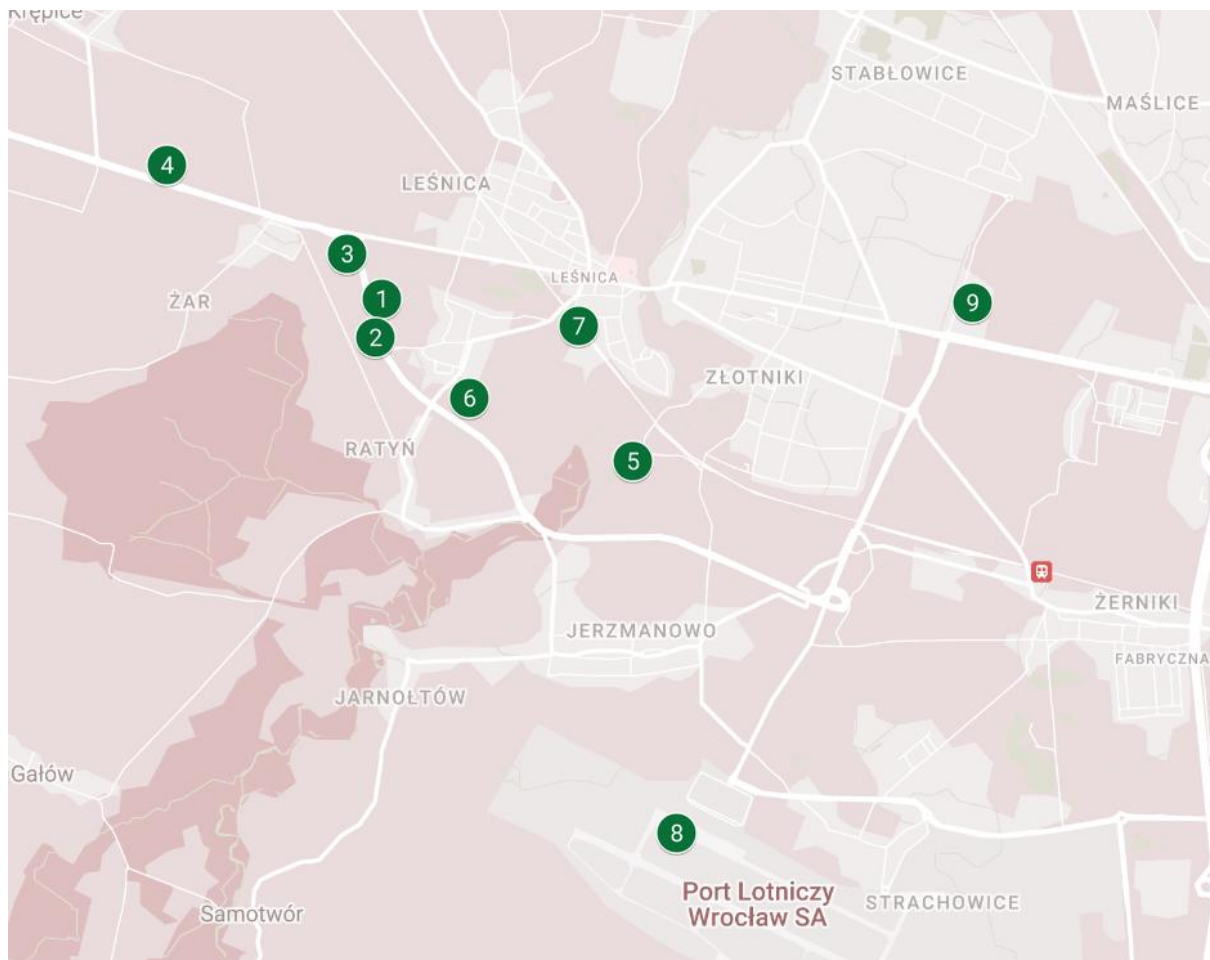 Krępice
STABŁOWICE
MAŚLICE
4
LEŚNICA
3
LEŚNICA
1
ŻAR
9
7
2
ZŁOTNIKI
6
RATYŃ
5
ŻERNIKI
JERZMANOWO
FABRYCZNA
JARNOŁTÓW
Gałów
8
Port Lotniczy
Wrocław SA
STRACHOWICE
Samotwór